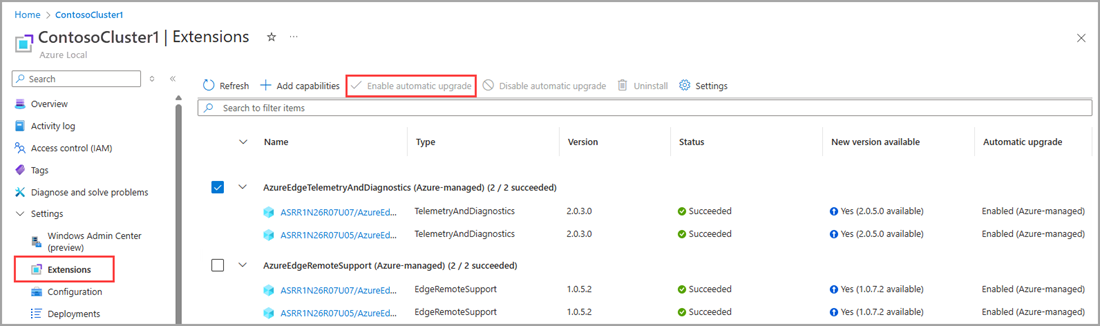 Home > ContosoCluster1
ContosoCluster1 | Extensions
Azure Local
Search
Refresh Add capabilities Enable automatic upgrade Disable automatic upgrade Uninstall Settings
Search to filter items
Overview
Activity log
Access control (IAM)
Tags
Diagnose and solve problems
Settings
Windows Admin Center
(preview)
Extensions
Configuration
Deployments
Name Type Version Status New version available Automatic upgrade
AzureEdgeTelemetryAndDiagnostics (Azure-managed) (2 / 2 succeeded)
ASRR1N26R07U07/AzureEd... TelemetryAndDiagnostics 2.0.3.0 Succeeded Yes (2.0.5.0 available) Enabled (Azure-managed)
ASRR1N26R07U05/AzureEd... TelemetryAndDiagnostics 2.0.3.0 Succeeded Yes (2.0.5.0 available) Enabled (Azure-managed)
AzureEdgeRemoteSupport (Azure-managed) (2 / 2 succeeded)
ASRR1N26R07U07/AzureEd... EdgeRemoteSupport 1.0.5.2 Succeeded Yes (1.0.7.2 available) Enabled (Azure-managed)
ASRR1N26R07U05/AzureEd... EdgeRemoteSupport 1.0.5.2 Succeeded Yes (1.0.7.2 available) Enabled (Azure-managed)